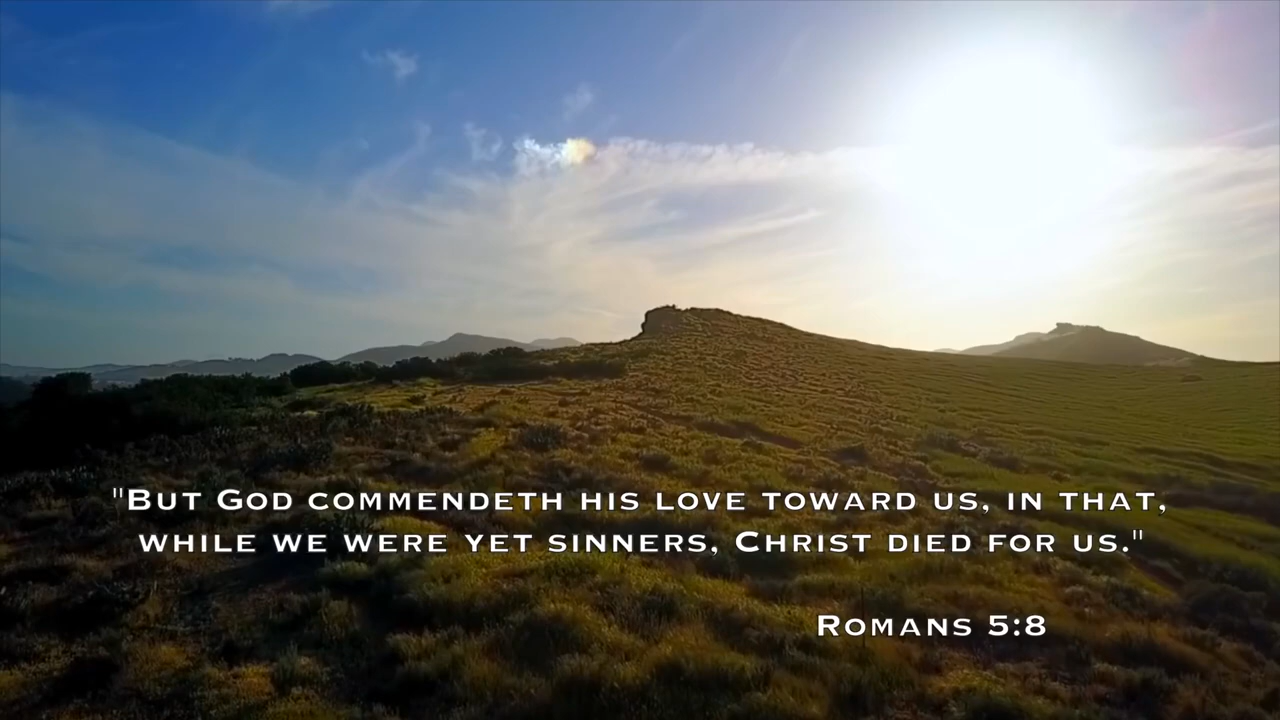 "But God commendeth his love toward us, in that,
while we were yet sinners, Christ died for us."
Romans 5:8